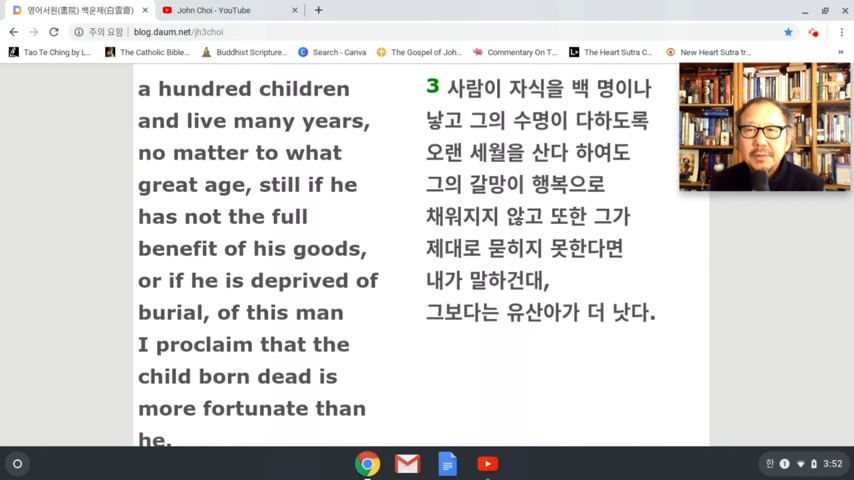 영어서원(書院) 백운재(白雲齋)
John Choi - YouTube
주의 요함
blog.daum.net/jh3choi
Tao Te Ching by L...
The Catholic Bible...
Buddhist Scripture...
Search - Canva
The Gospel of Joh...
Commentary On T...
The Heart Sutra C...
New Heart Sutra tr...
a hundred children
and live many years,
no matter to what
great age, still if he
has not the full
benefit of his goods,
or if he is deprived of
burial, of this man
I proclaim that the
child born dead is
more fortunate than
he.
3 사람이 자식을 백 명이나
낳고 그의 수명이 다하도록
오랜 세월을 산다 하여도
그의 갈망이 행복으로
채워지지 않고 또한 그가
제대로 묻히지 못한다면
내가 말하건대,
그보다는 유산아가 더 낫다.
한
1
3:52